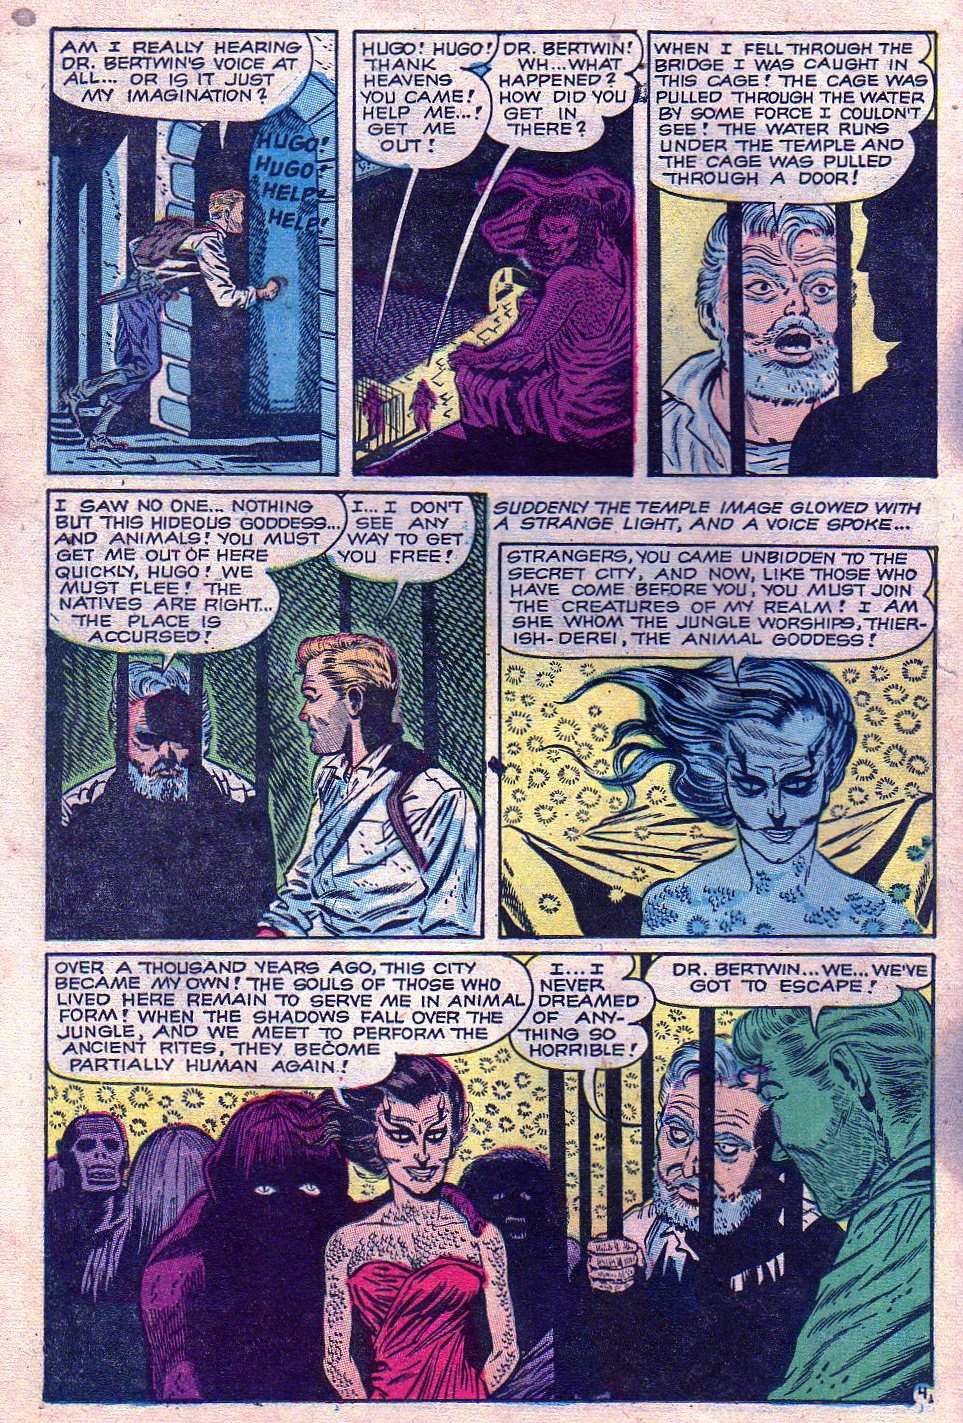 AM I REALLY HEARING
DR. BERTWIN'S VOICE AT
ALL... OR IS IT JUST
MY IMAGINATION?
HUGO!
HUGO!
HELP!
HELP!
HUGO! HUGO!
THANK
HEAVENS
YOU CAME!
HELP ME...!
GET ME
OUT!
DR. BERTWIN!
WH...WHAT
HAPPENED?
HOW DID YOU
GET IN
THERE?
WHEN I FELL THROUGH THE
BRIDGE I WAS CAUGHT IN
THIS CAGE! THE CAGE WAS
PULLED THROUGH THE WATER
BY SOME FORCE I COULDN'T
SEE! THE WATER RUNS
UNDER THE TEMPLE AND
THE CAGE WAS PULLED
THROUGH A DOOR!
I SAW NO ONE... NOTHING
BUT THIS HIDEOUS GODDESS...
AND ANIMALS! YOU MUST
GET ME OUT OF HERE
QUICKLY, HUGO! WE
MUST FLEE! THE
NATIVES ARE RIGHT...
THE PLACE IS
ACCURSED!
I... I DON'T
SEE ANY
WAY TO GET
YOU FREE!
SUDDENLY THE TEMPLE IMAGE GLOWED WITH
A STRANGE LIGHT, AND A VOICE SPOKE...
STRANGERS, YOU CAME UNBIDDEN TO THE
SECRET CITY, AND NOW, LIKE THOSE WHO
HAVE COME BEFORE YOU, YOU MUST JOIN
THE CREATURES OF MY REALM! I AM
SHE WHOM THE JUNGLE WORSHIPS, THIER-
ISH-DEREI, THE ANIMAL GODDESS!
OVER A THOUSAND YEARS AGO, THIS CITY
BECAME MY OWN! THE SOULS OF THOSE WHO
LIVED HERE REMAIN TO SERVE ME IN ANIMAL
FORM! WHEN THE SHADOWS FALL OVER THE
JUNGLE, AND WE MEET TO PERFORM THE
ANCIENT RITES, THEY BECOME
PARTIALLY HUMAN AGAIN!
I...I
NEVER
DREAMED
OF ANY-
THING SO
HORRIBLE!
DR. BERTWIN...WE...WE'VE
GOT TO ESCAPE!
4